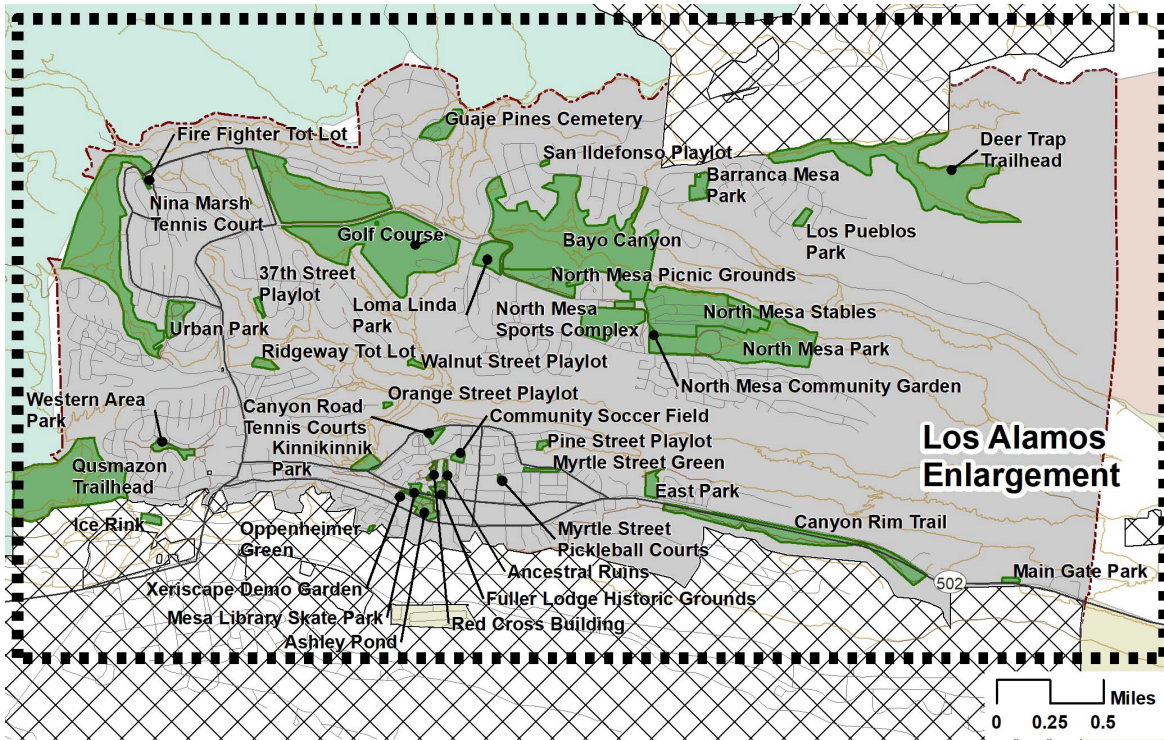 Fire Fighter Tot Lot
Guaje Pines Cemetery
San Ildefonso Playlot
Deer Trap
Trailhead
Barranca Mesa
Park
Nina Marsh
Tennis Court
Golf Course
Bayo Canyon
Los Pueblos
Park
37th Street
Playlot
North Mesa Picnic Grounds
Loma Linda
Park
North Mesa
Sports Complex
North Mesa Stables
Urban Park
North Mesa Park
Ridgeway Tot Lot
Walnut Street Playlot
North Mesa Community Garden
Orange Street Playlot
Western Area
Park
Canyon Road
Tennis Courts
Community Soccer Field
Los Alamos
Enlargement
Kinnikinnik
Park
Pine Street Playlot
Myrtle Street Green
Qusmazon
Trailhead
East Park
Ice Rink
Oppenheimer
Green
Myrtle Street
Pickleball Courts
Canyon Rim Trail
Ancestral Ruins
502
Main Gate Park
Xeriscape Demo Garden
Fuller Lodge Historic Grounds
Mesa Library Skate Park
Red Cross Building
Ashley Pond
Miles
0 0.25 0.5